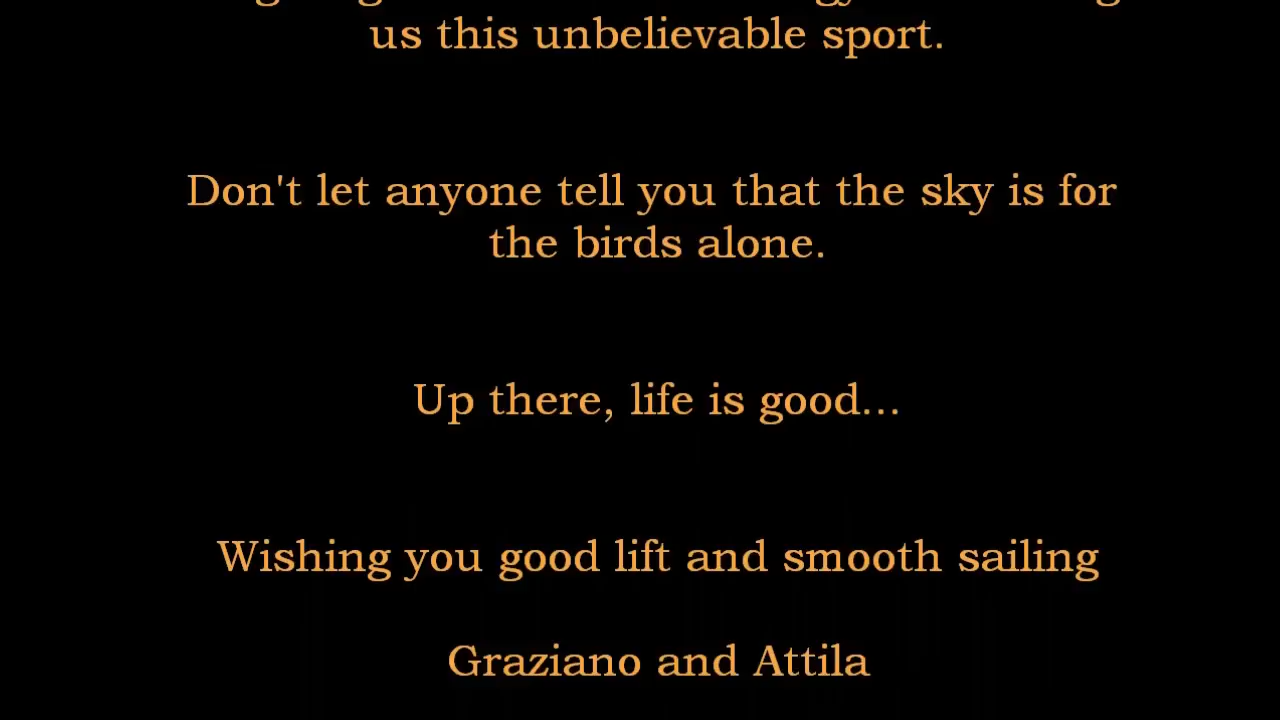 us this unbelievable sport.
Don't let anyone tell you that the sky is for
the birds alone.
Up there, life is good...
Wishing you good lift and smooth sailing
Graziano and Attila